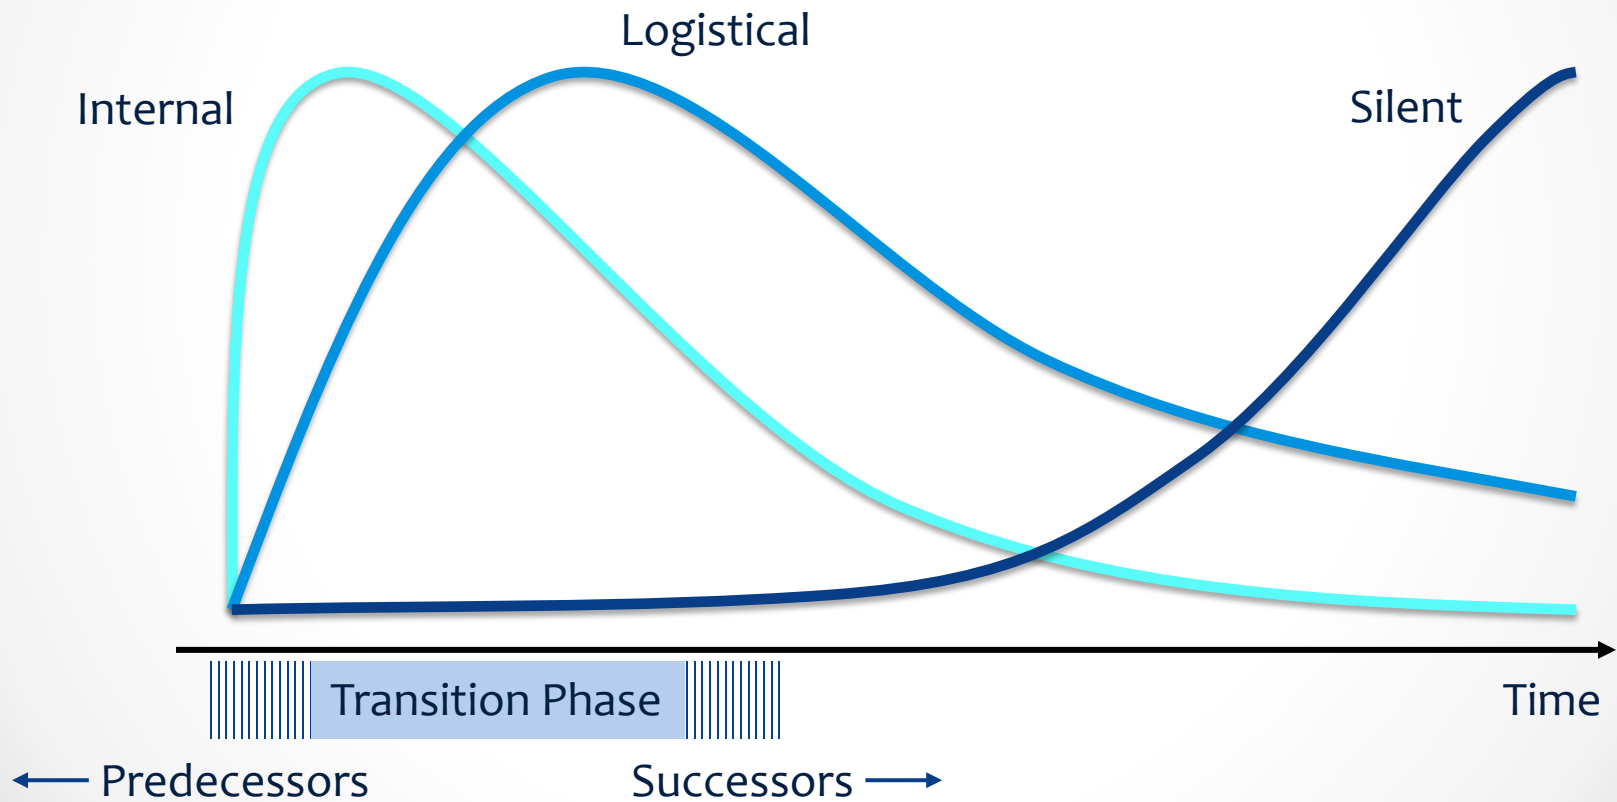 Logistical
Internal
Silent
Transition Phase
Time
Predecessors
Successors